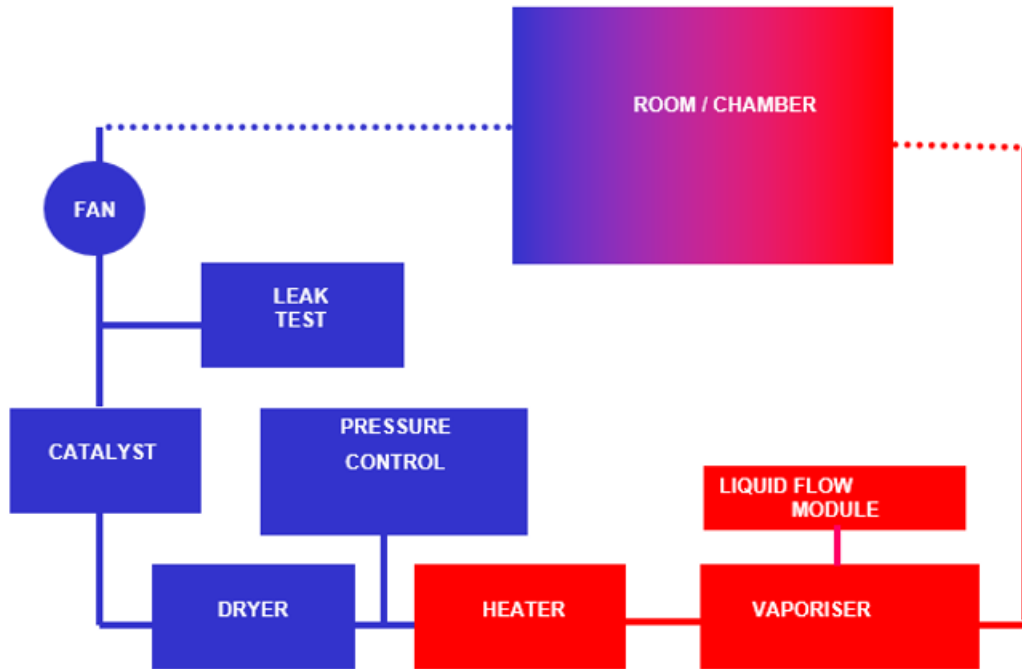 ROOM / CHAMBER
FAN
LEAK
TEST
CATALYST
PRESSURE
CONTROL
LIQUID FLOW
MODULE
DRYER
HEATER
VAPORISER